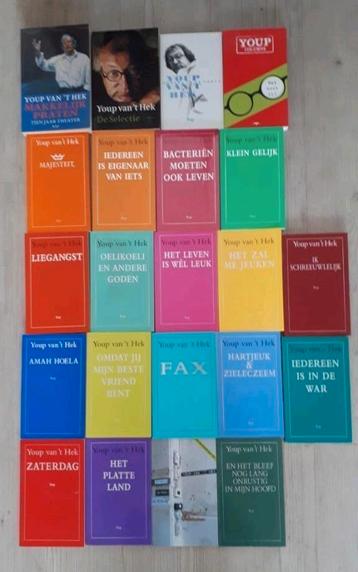 YOUP VAN 'T HEK
MAKKELIJK
PRATEN
TIEN JAAR THEATER
Youp van 't Hek
De Selectie
YOUP
VAN 'T
HEK
YOUP
Youp van 't Hek
MAJESTEIT,
Youp van 't Hek
IEDEREEN
IS EIGENAAR
VAN IETS
Youp van 't Hek
BACTERIËN
MOETEN
OOK LEVEN
Youp van 't Hek
KLEIN GELIJK
Youp van 't Hek
LIEGANGST
Youp van 't Hek
OELIKOELI
EN ANDERE
GODEN
Youp van 't Hek
HET LEVEN
IS WÉL LEUK
Youp van 't Hek
HET ZAL
ME JEUKEN
Youp van 't Hek
IK
SCHREEUWLELIJK
Youp van 't Hek
AMAH HOELA
Youp van 't Hek
OMDAT JIJ
MIJN BESTE
VRIEND
BENT
Youp van 't Hek
FAX
Youp van 't Hek
HARTJEUK
&
ZIELECZEEM
Youp van 't Hek
IEDEREEN
IS IN DE
WAR
Youp van 't Hek
ZATERDAG
Youp van 't Hek
HET
PLATTE
LAND
Youp van 't Hek
EN HET BLEEF
NOG LANG
ONRUSTIG
IN MIJN HOOFD